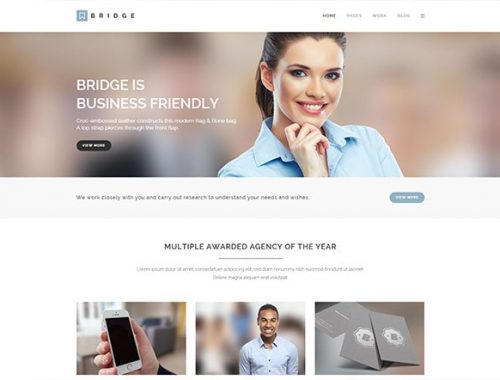 BRIDGE
HOME PAGES WORK BLOG
BRIDGE IS
BUSINESS FRIENDLY
Croc-embossed leather constructs this modern flag & Bone bag.
A top strap pierces through the front flap.
VIEW MORE
We work closely with you and carry out research to understand your needs and wishes.
VIEW MORE
MULTIPLE AWARDED AGENCY OF THE YEAR
Lorem ipsum dolor sit amet, consectetuer adipiscing elit, sed diam nonummy nibh euismod tincidunt ut laoreet
Dolore magna aliquam erat volutpat